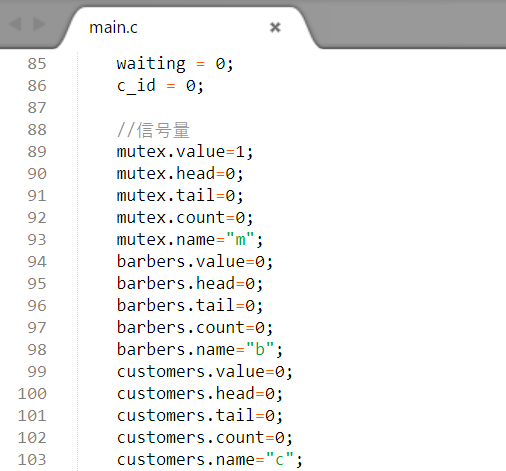 main.c
85 waiting = 0;
86 c_id = 0;
87
88 //信号量
89 mutex.value=1;
90 mutex.head=0;
91 mutex.tail=0;
92 mutex.count=0;
93 mutex.name="m";
94 barbers.value=0;
95 barbers.head=0;
96 barbers.tail=0;
97 barbers.count=0;
98 barbers.name="b";
99 customers.value=0;
100 customers.head=0;
101 customers.tail=0;
102 customers.count=0;
103 customers.name="c";